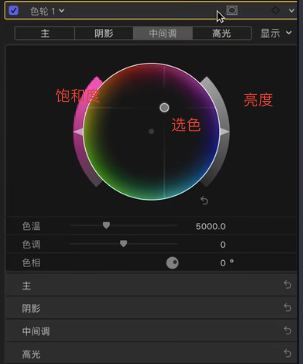 色轮 1
主 阴影 中间调 高光 显示
饱和度
亮度
选色
色温 5000.0
色调 0
色相 0 °
主
阴影
中间调
高光